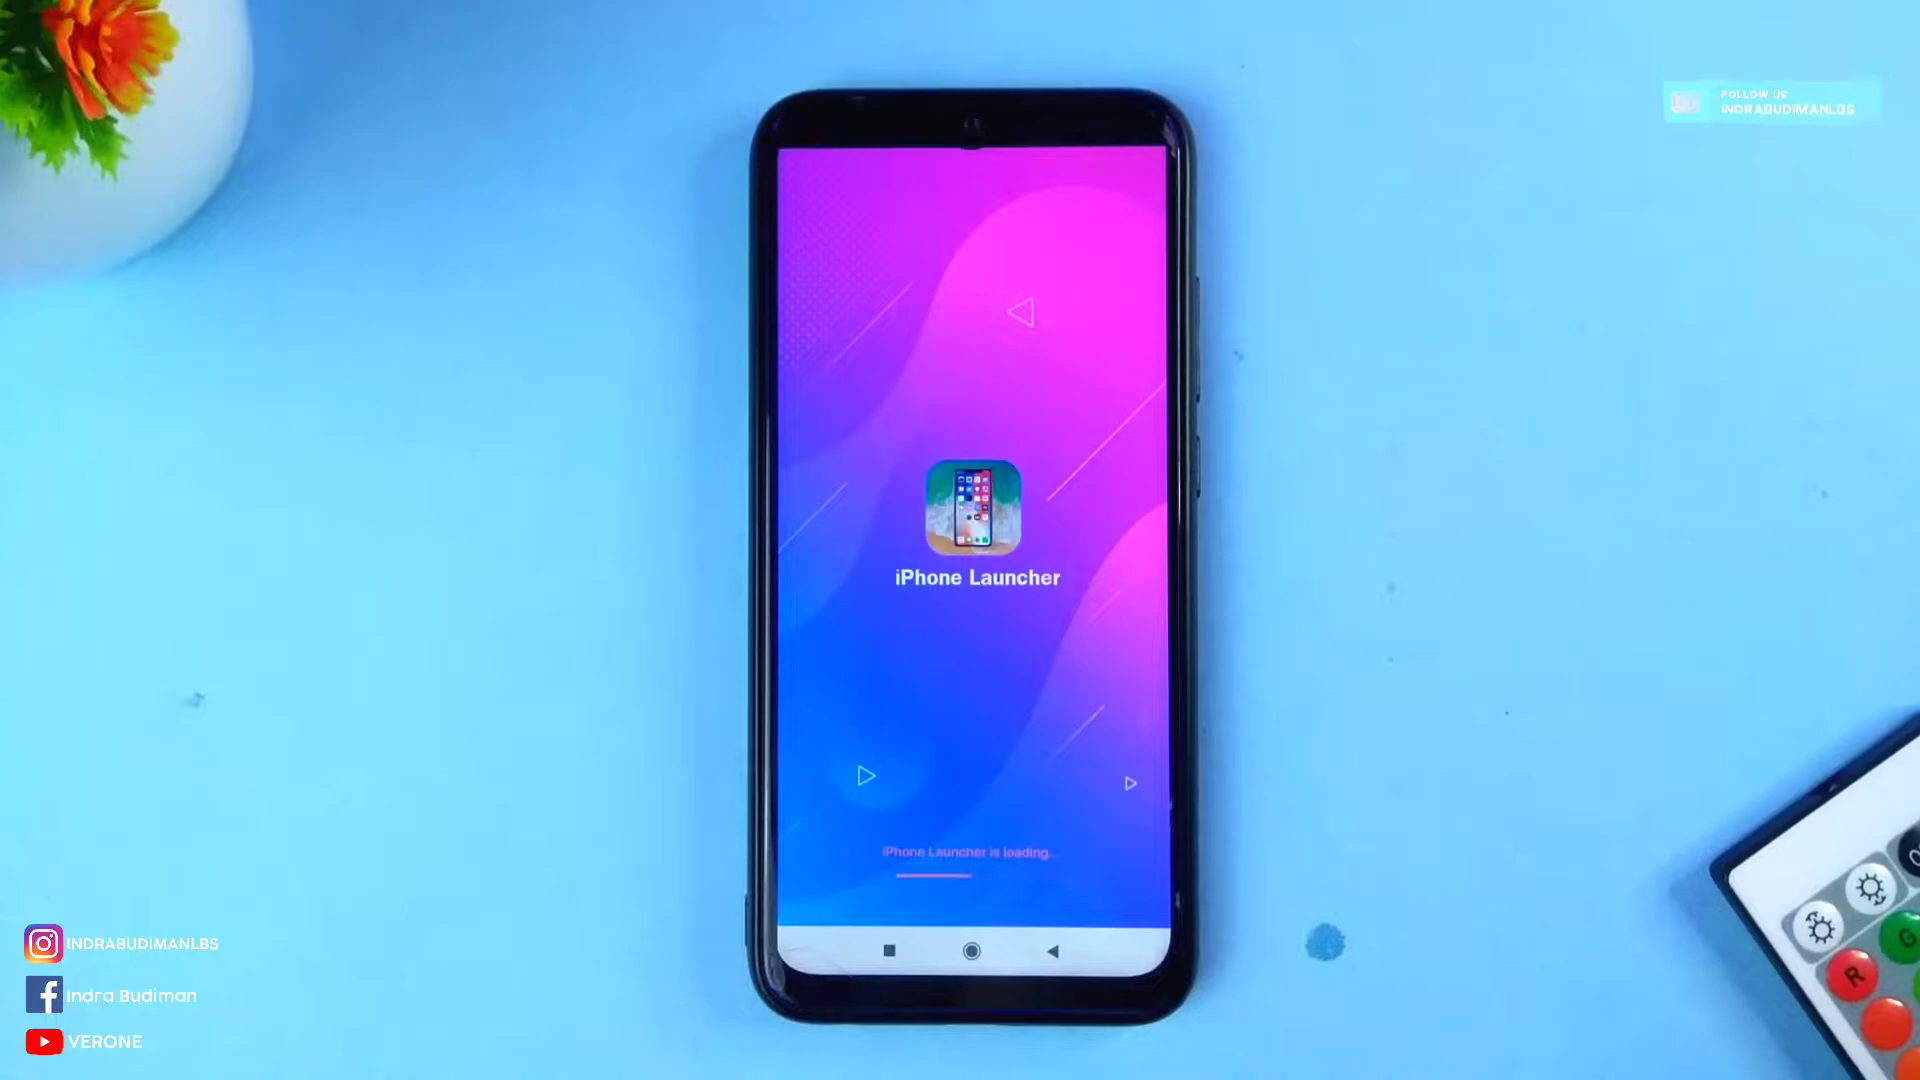 FOLLOW US
INDRABUDIMANLBS
iPhone Launcher
iPhone Launcher is loading...
INDRABUDIMANLBS
Indra Budiman
VERONE
G
R